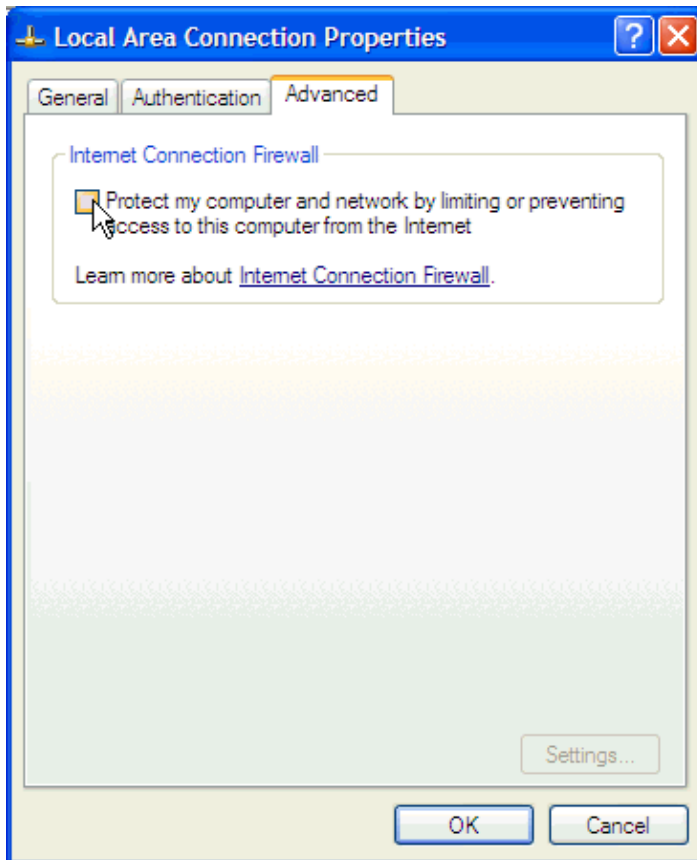 Local Area Connection Properties
General Authentication Advanced
Internet Connection Firewall
Protect my computer and network by limiting or preventing
access to this computer from the Internet
Learn more about Internet Connection Firewall.
Settings...
OK Cancel